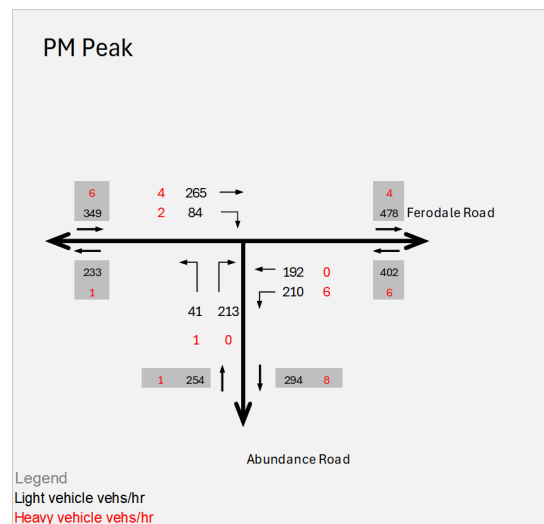 PM Peak
6 4 265 4
349 2 84 478 Ferodale Road
233 192 0 402
1 210 6 6
41 213
1 0
1 254 294 8
Abundance Road
Legend
Light vehicle vehs/hr
Heavy vehicle vehs/hr